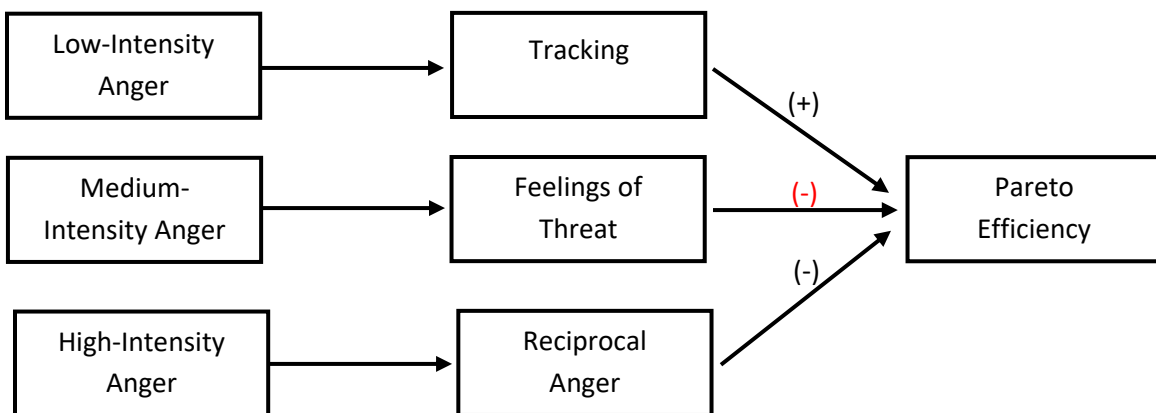 Low-Intensity
Anger
Tracking
(+)
Medium-
Intensity Anger
Feelings of
Threat
(-)
Pareto
Efficiency
(-)
High-Intensity
Anger
Reciprocal
Anger